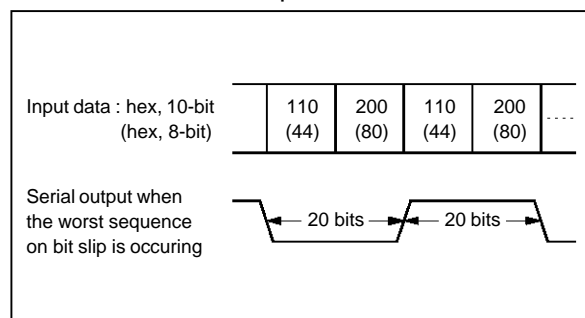 Input data : hex, 10-bit
(hex, 8-bit)
110 200 110 200
(44) (80) (44) (80)
Serial output when
the worst sequence
on bit slip is occuring
20 bits 20 bits